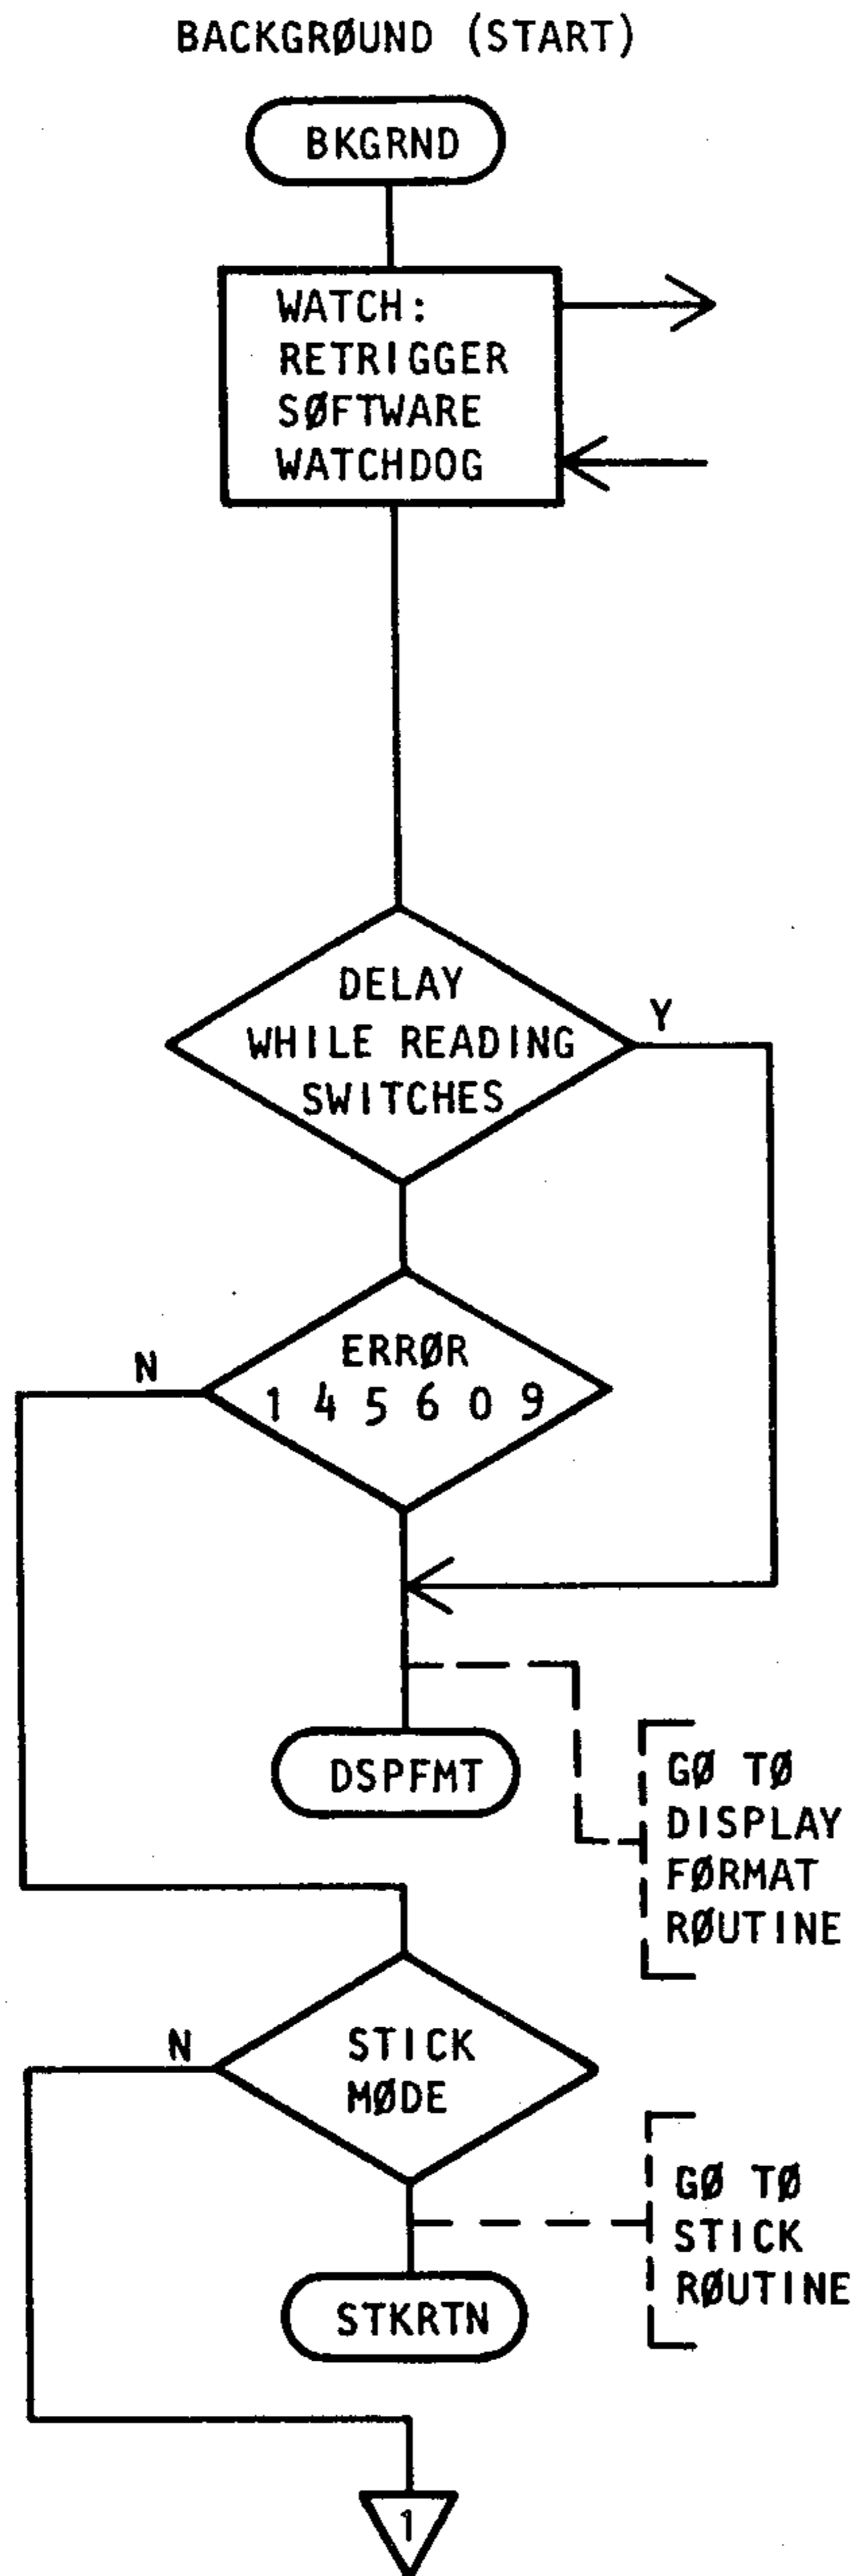 BACKGRØUND (START)
BKGRND
WATCH:
RETRIGGER
SØFTWARE
WATCHDOG
DELAY
WHILE READING
SWITCHES
Y
ERRØR
1 4 5 6 0 9
N
DSPFMT
GØ TØ
DISPLAY
FØRMAT
RØUTINE
STICK
MØDE
N
GØ TØ
STICK
RØUTINE
STKRTN
1